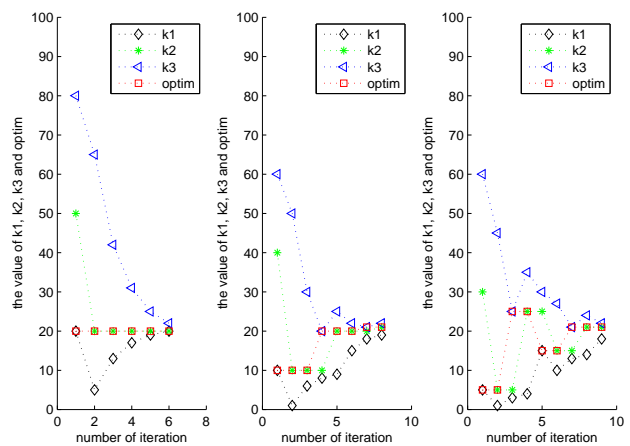 100
90
80
70
60
50
40
30
20
10
0
0 2 4 6 8
number of iteration
the value of k1, k2, k3 and optim
k1
k2
k3
optim
100
90
80
70
60
50
40
30
20
10
0
0 5 10
number of iteration
the value of k1, k2, k3 and optim
k1
k2
k3
optim
100
90
80
70
60
50
40
30
20
10
0
0 5 10
number of iteration
the value of k1, k2, k3 and optim
k1
k2
k3
optim